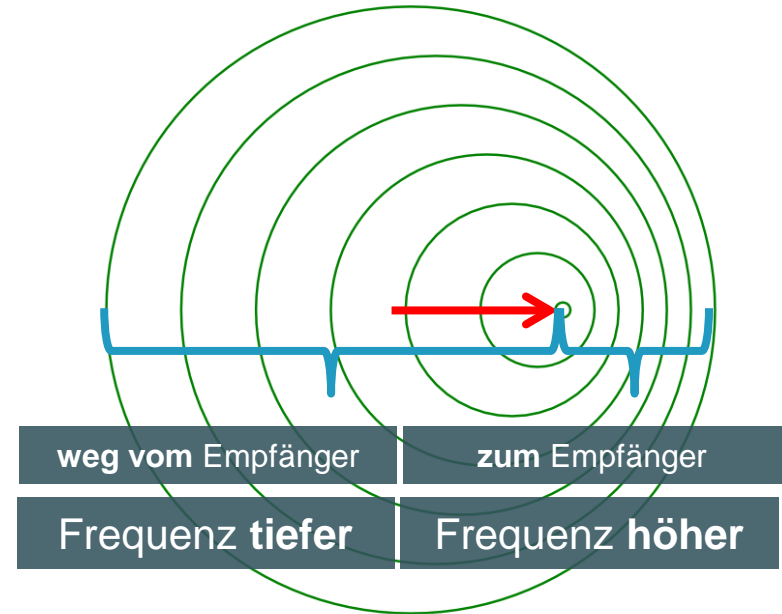 weg vom Empfänger
zum Empfänger
Frequenz tiefer
Frequenz höher